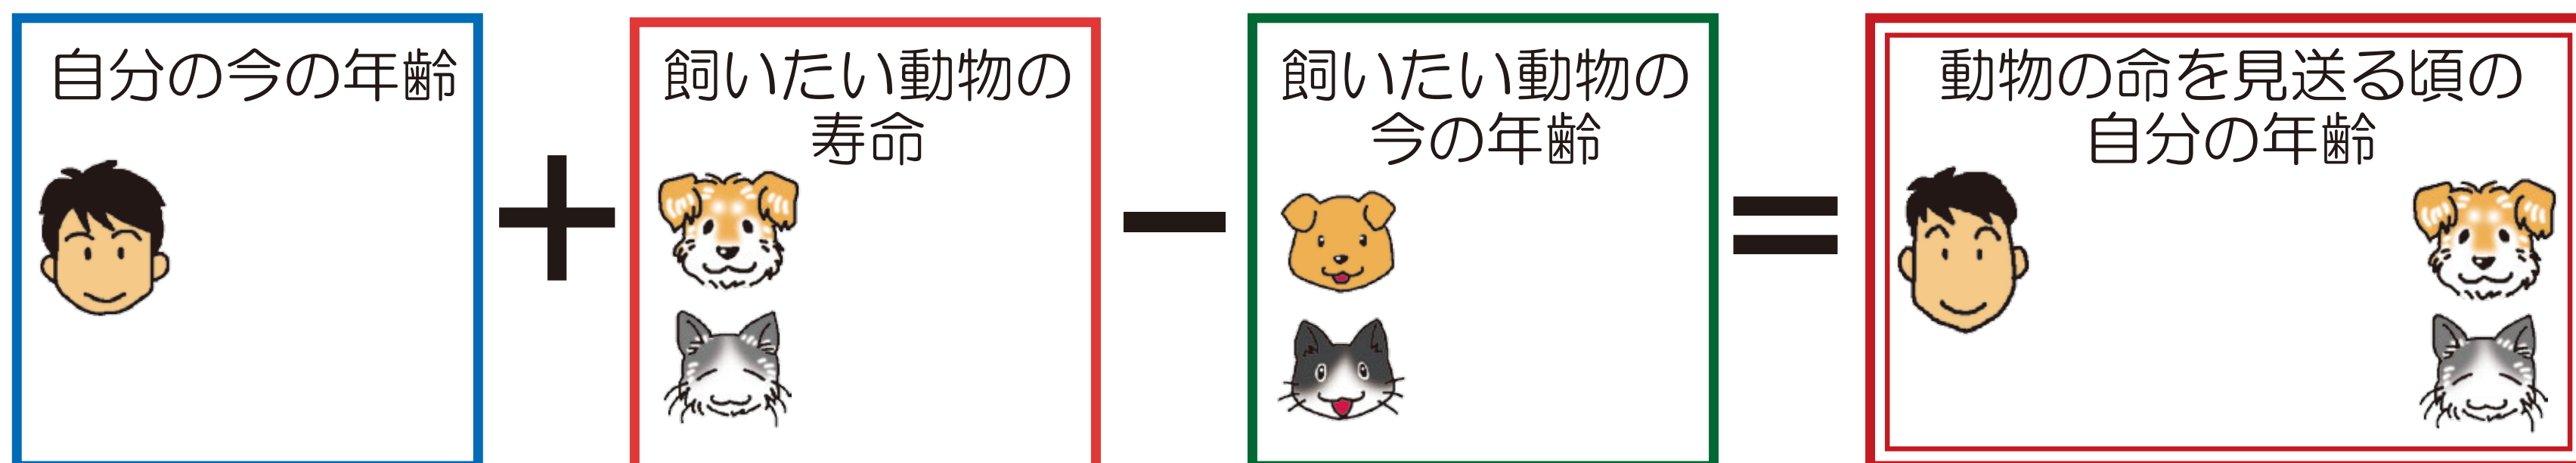 自分の今の年齢
飼いたい動物の
寿命
飼いたい動物の
今の年齢
動物の命を見送る頃の
自分の年齢